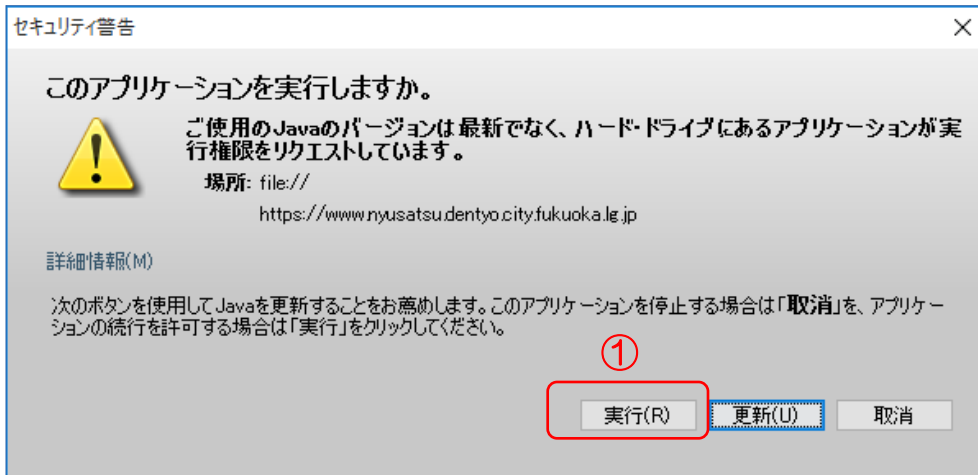 セキュリティ警告
このアプリケーションを実行しますか。
ご使用のJavaのバージョンは最新でなく、ハード・ドライブにあるアプリケーションが実
行権限をリクエストしています。
場所: file://
https://www.nyusatsu.dentyo.city.fukuoka.lg.jp
詳細情報(M)
次のボタンを使用してJavaを更新することをお薦めします。このアプリケーションを停止する場合は「取消」を、アプリケー
ションの続行を許可する場合は「実行」をクリックしてください。
①
実行(R) 更新(U) 取消